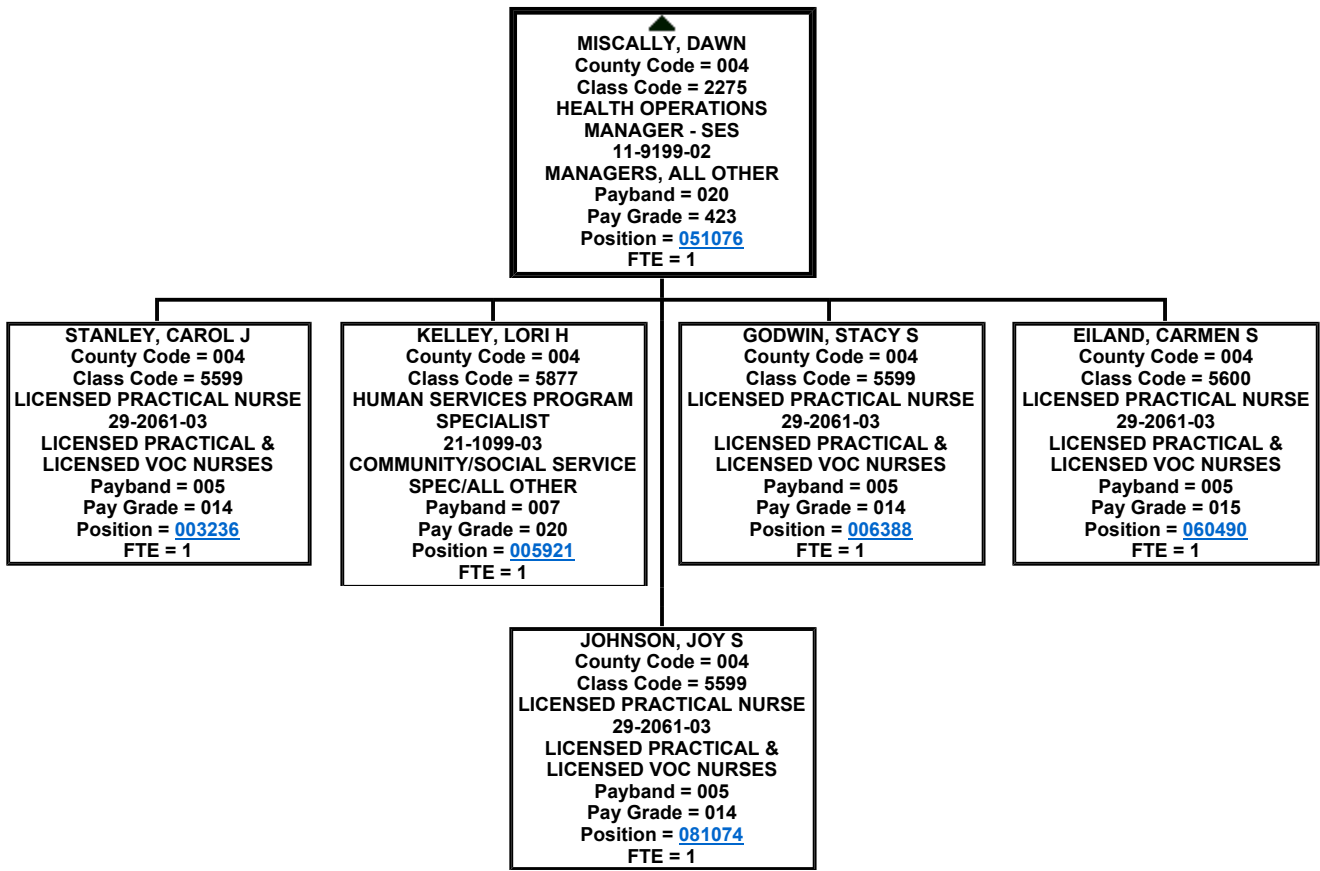 MISCALLY, DAWN
County Code = 004
Class Code = 2275
HEALTH OPERATIONS
MANAGER - SES
11-9199-02
MANAGERS, ALL OTHER
Payband = 020
Pay Grade = 423
Position = 051076
FTE = 1
STANLEY, CAROL J
County Code = 004
Class Code = 5599
LICENSED PRACTICAL NURSE
29-2061-03
LICENSED PRACTICAL &
LICENSED VOC NURSES
Payband = 005
Pay Grade = 014
Position = 003236
FTE = 1
KELLEY, LORI H
County Code = 004
Class Code = 5877
HUMAN SERVICES PROGRAM
SPECIALIST
21-1099-03
COMMUNITY/SOCIAL SERVICE
SPEC/ALL OTHER
Payband = 007
Pay Grade = 020
Position = 005921
FTE = 1
GODWIN, STACY S
County Code = 004
Class Code = 5599
LICENSED PRACTICAL NURSE
29-2061-03
LICENSED PRACTICAL &
LICENSED VOC NURSES
Payband = 005
Pay Grade = 014
Position = 006388
FTE = 1
EILAND, CARMEN S
County Code = 004
Class Code = 5600
LICENSED PRACTICAL NURSE
29-2061-03
LICENSED PRACTICAL &
LICENSED VOC NURSES
Payband = 005
Pay Grade = 015
Position = 060490
FTE = 1
JOHNSON, JOY S
County Code = 004
Class Code = 5599
LICENSED PRACTICAL NURSE
29-2061-03
LICENSED PRACTICAL &
LICENSED VOC NURSES
Payband = 005
Pay Grade = 014
Position = 081074
FTE = 1